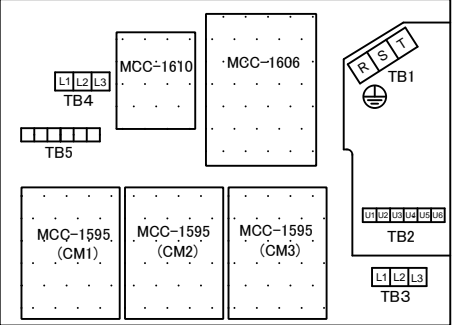 MCC-1610
MCC-1606
R S T
TB1
L1 L2 L3
TB4
TB5
U1 U2 U3 U4 U5 U6
TB2
MCC-1595
(CM1)
MCC-1595
(CM2)
MCC-1595
(CM3)
L1 L2 L3
TB3